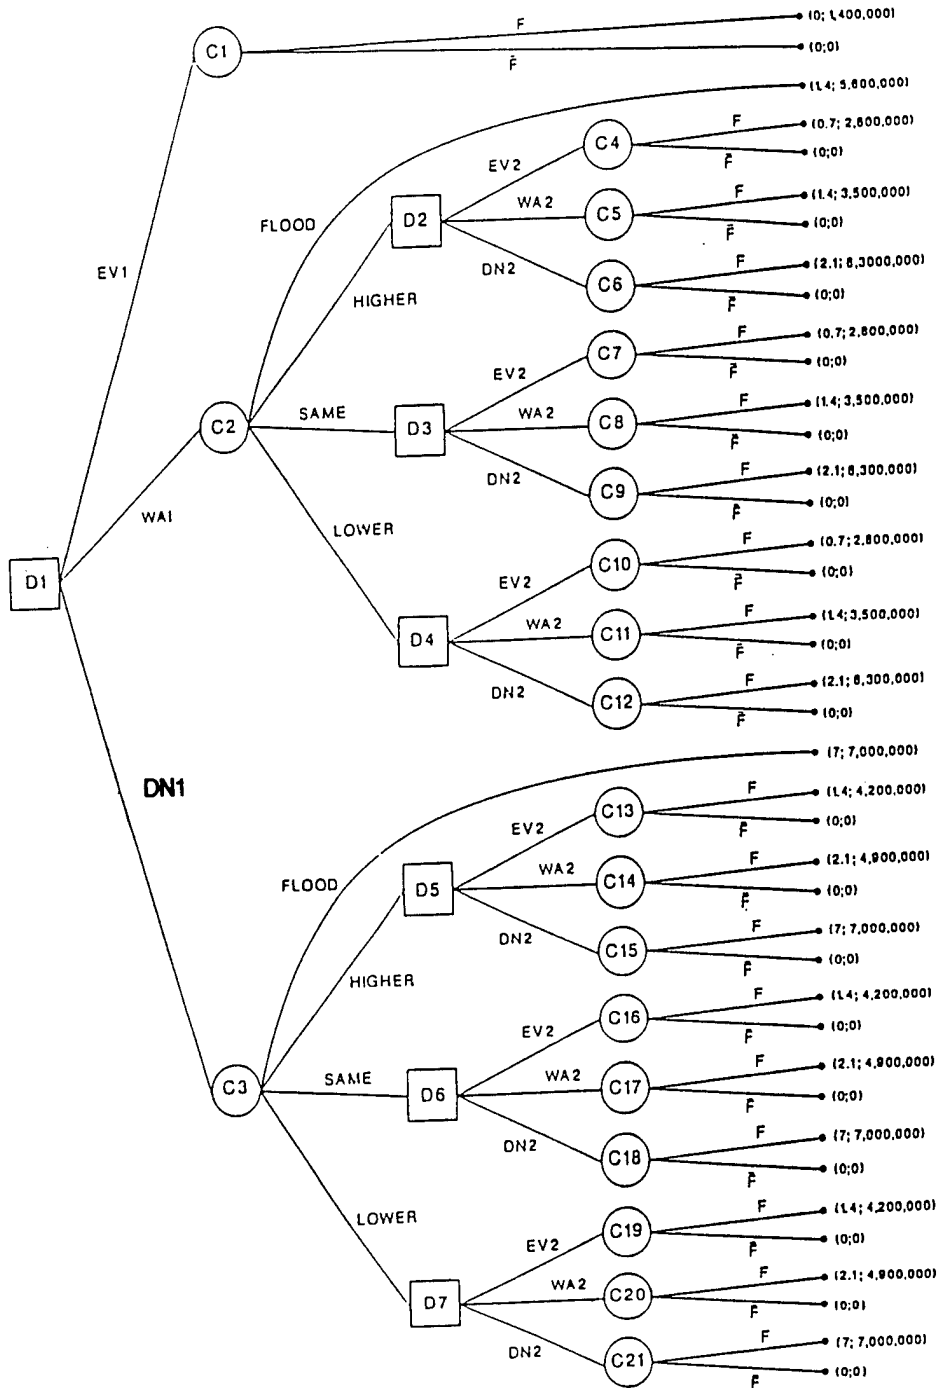 F (0; 1,400,000)
C1
F̄ (0;0)
(1.4; 5,600,000)
F (0.7; 2,800,000)
C4
EV2 F̄ (0;0)
F (1.4; 3,500,000)
WA2 C5
FLOOD D2 F̄ (0;0)
DN2 F (2.1; 6,3000,000)
EV1 C6
HIGHER F̄ (0;0)
F (0.7; 2,800,000)
C7
EV2 F̄ (0;0)
F (1.4; 3,500,000)
C2 SAME D3 WA2 C8
F̄ (0;0)
DN2 F (2.1; 6,300,000)
C9
WA1 F̄ (0;0)
LOWER F (0.7; 2,800,000)
C10
D1 EV2 F̄ (0;0)
F (1.4; 3,500,000)
WA2 C11
D4 F̄ (0;0)
DN2 F (2.1; 6,300,000)
C12
F̄ (0;0)
(7; 7,000,000)
DN1 F (1.4; 4,200,000)
C13
EV2 F̄ (0;0)
F (2.1; 4,900,000)
WA2 C14
FLOOD D5 F̄ (0;0)
F (7; 7,000,000)
DN2 C15
F̄ (0;0)
HIGHER
F (1.4; 4,200,000)
C16
EV2 F̄ (0;0)
F (2.1; 4,900,000)
C3 SAME D6 WA2 C17
F̄ (0;0)
F (7; 7,000,000)
DN2 C18
F̄ (0;0)
F (1.4; 4,200,000)
LOWER C19
EV2 F̄ (0;0)
F (2.1; 4,900,000)
WA2 C20
D7 F̄ (0;0)
F (7; 7,000,000)
DN2 C21
F̄ (0;0)